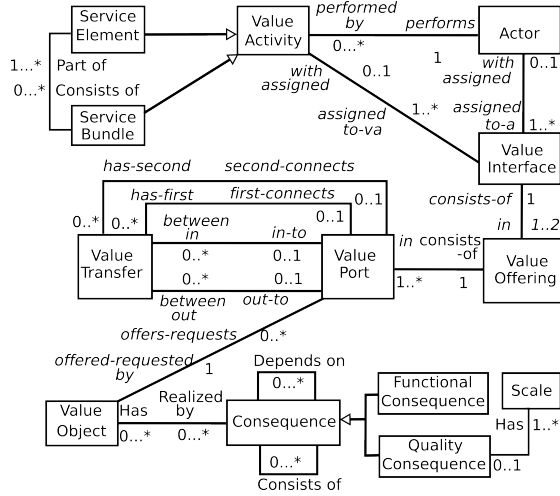 Service
Element
Value
Activity
performed
by
performs
0...*
1
Actor
1...*
Part of
0...*
Consists of
with
assigned
0..1
with
assigned
0..1
Service
Bundle
assigned
to-va
1..*
assigned
to-a
1..*
Value
Interface
has-second
second-connects
has-first
first-connects
0..*
0..*
0..1
0..1
consists-of
1
in
1..2
between
in
in-to
0..*
0..1
Value
Transfer
0..*
0..1
between
out
out-to
Value
Port
in
consists
-of
1..*
1
Value
Offering
offers-requests
0..*
offered-requested
by
1
Depends on
0...*
Value
Object
Has
0...*
Realized
by
0...*
Consequence
0...*
Consists of
Functional
Consequence
Scale
Has
1..*
Quality
Consequence
0..1